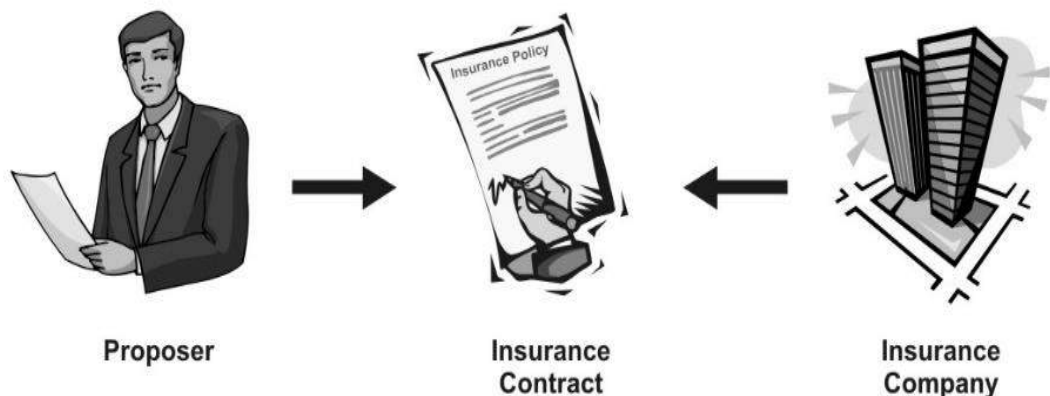 Insurance Policy
Proposer
Insurance
Contract
Insurance
Company